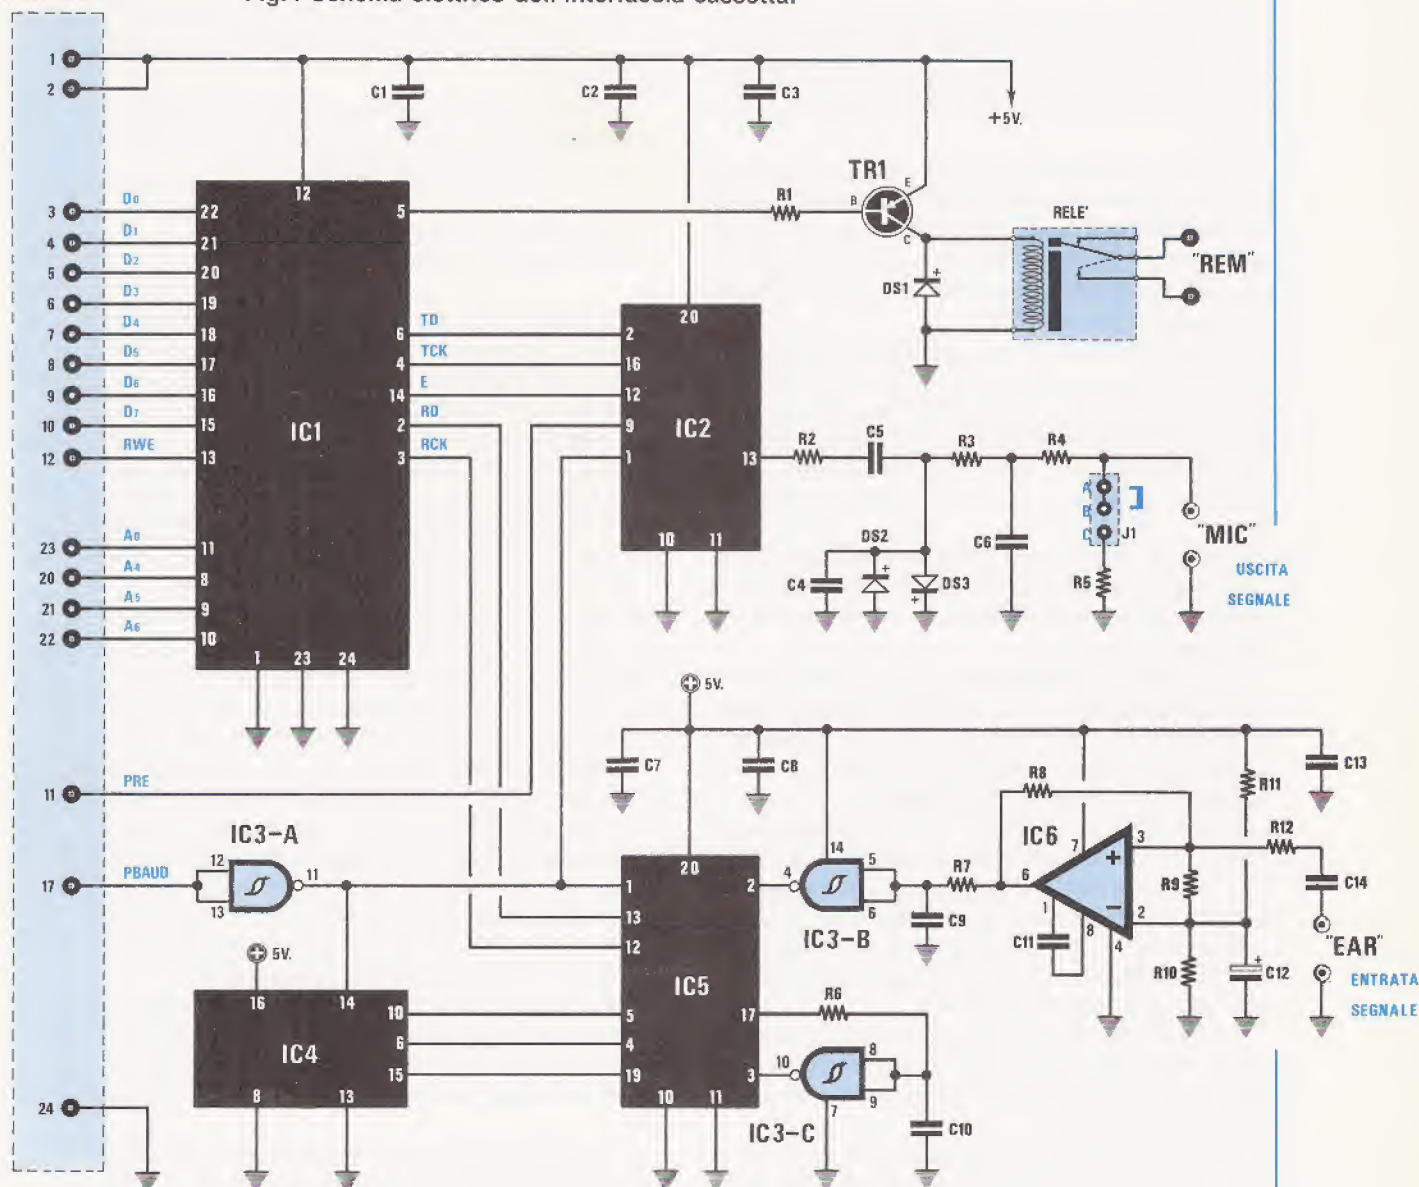 1
2
C1
C2
C3
+5V.
TR1
B
E
C
R1
RELE'
"REM"
DS1
+
3
D0
22
12
5
4
D1
21
5
D2
20
6
D3
19
7
D4
18
8
D5
17
9
D6
16
10
D7
15
12
RWE
13
IC1
6
TD
4
TCK
14
E
2
RD
3
RCK
23
A0
11
20
A4
8
21
A5
9
22
A6
10
1
23
24
20
2
16
12
9
1
IC2
13
10
11
R2
C5
R3
R4
A
B
C
J1
R5
C4
DS2
+
DS3
+
C6
"MIC"
USCITA
SEGNALE
5V.
C7
C8
C13
R8
R11
R12
C14
R9
R10
C12
+
"EAR"
ENTRATA
SEGNALE
IC6
3
2
7
6
1
8
4
+
−
C11
R7
C9
11
PRE
17
PBAUD
IC3-A
12
13
11
14
4
5
6
IC3-B
5V.
16
14
10
6
15
IC4
8
13
20
1
2
13
12
IC5
5
17
4
19
3
10
11
R6
10
8
9
7
IC3-C
C10
24